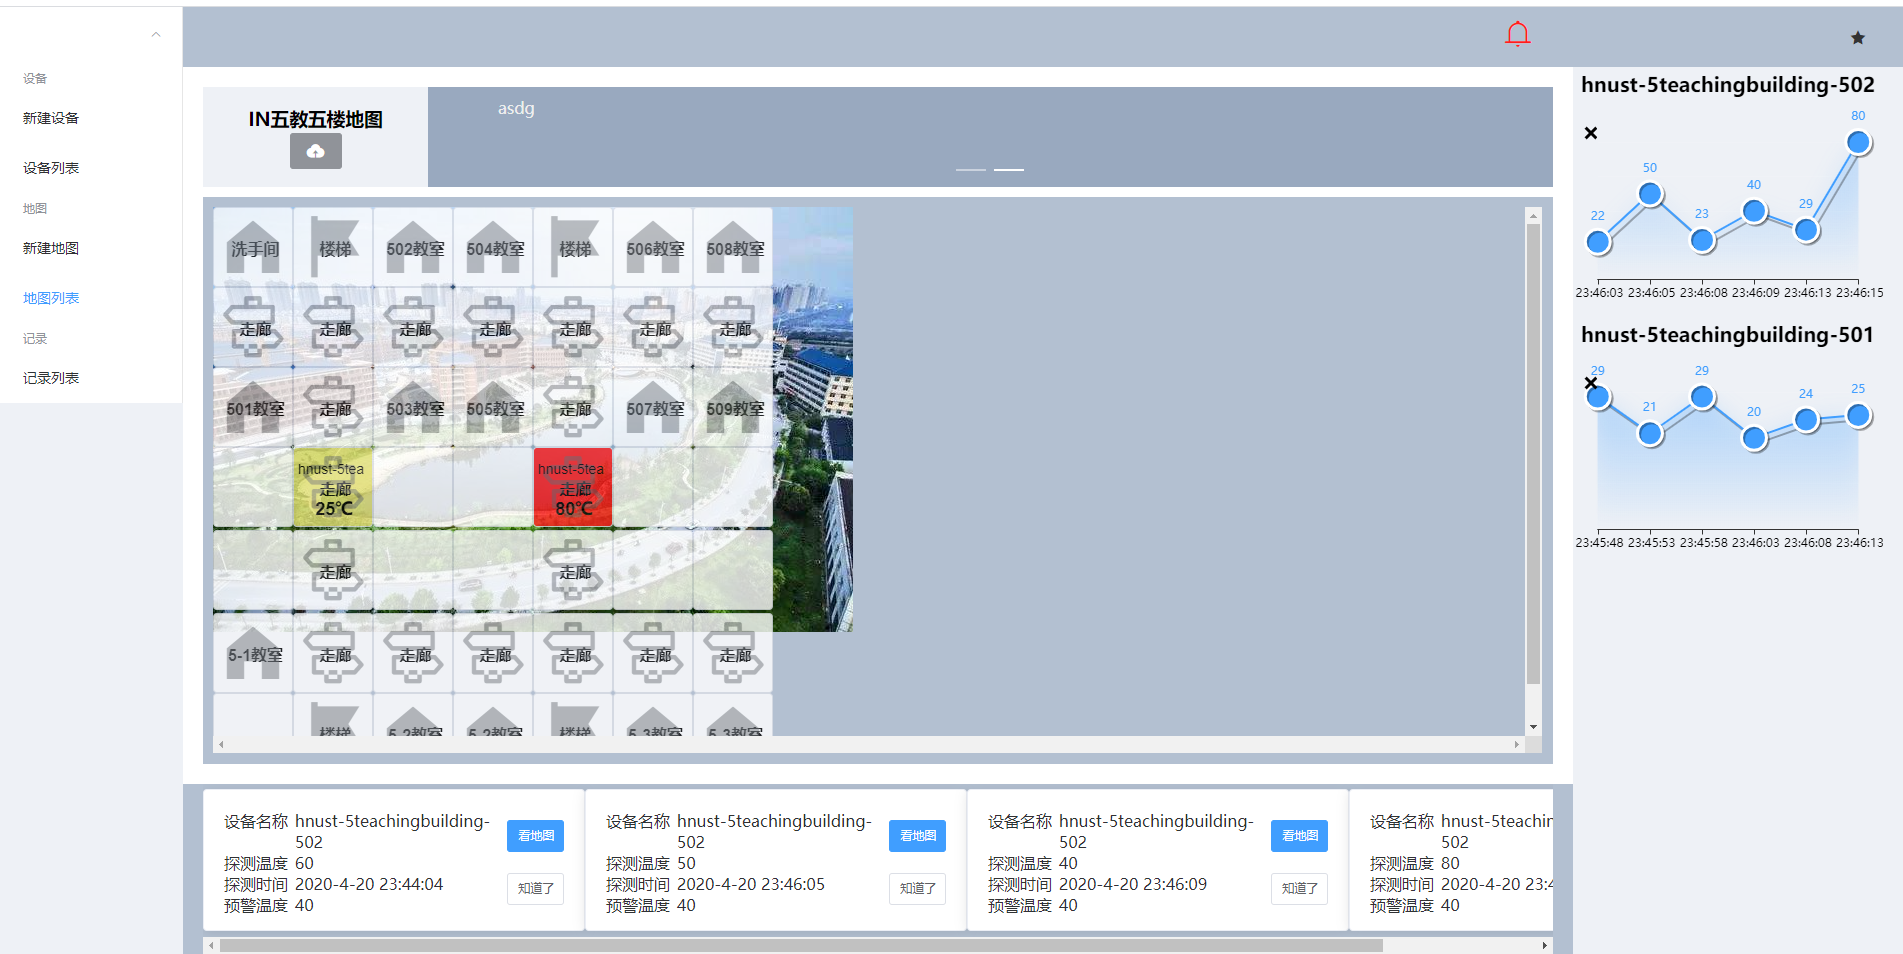 设备
新建设备
设备列表
地图
新建地图
地图列表
记录
记录列表
IN五教五楼地图
asdg
洗手间 楼梯 502教室 504教室 楼梯 506教室 508教室
走廊 走廊 走廊 走廊 走廊 走廊 走廊
501教室 走廊 503教室 505教室 走廊 507教室 509教室
hnust-5tea hnust-5tea
走廊 走廊
25℃ 80℃
走廊 走廊
5-1教室 走廊 走廊 走廊 走廊 走廊 走廊
楼梯 5-2教室 5-2教室 楼梯 5-3教室 5-3教室
设备名称 hnust-5teachingbuilding-
502
探测温度 60
探测时间 2020-4-20 23:44:04
预警温度 40
看地图
知道了
设备名称 hnust-5teachingbuilding-
502
探测温度 50
探测时间 2020-4-20 23:46:05
预警温度 40
看地图
知道了
设备名称 hnust-5teachingbuilding-
502
探测温度 40
探测时间 2020-4-20 23:46:09
预警温度 40
看地图
知道了
设备名称 hnust-5teachin
502
探测温度 80
探测时间 2020-4-20 23:4
预警温度 40
hnust-5teachingbuilding-502
22 50 23 40 29 80
23:46:03 23:46:05 23:46:08 23:46:09 23:46:13 23:46:15
hnust-5teachingbuilding-501
29 21 29 20 24 25
23:45:48 23:45:53 23:45:58 23:46:03 23:46:08 23:46:13